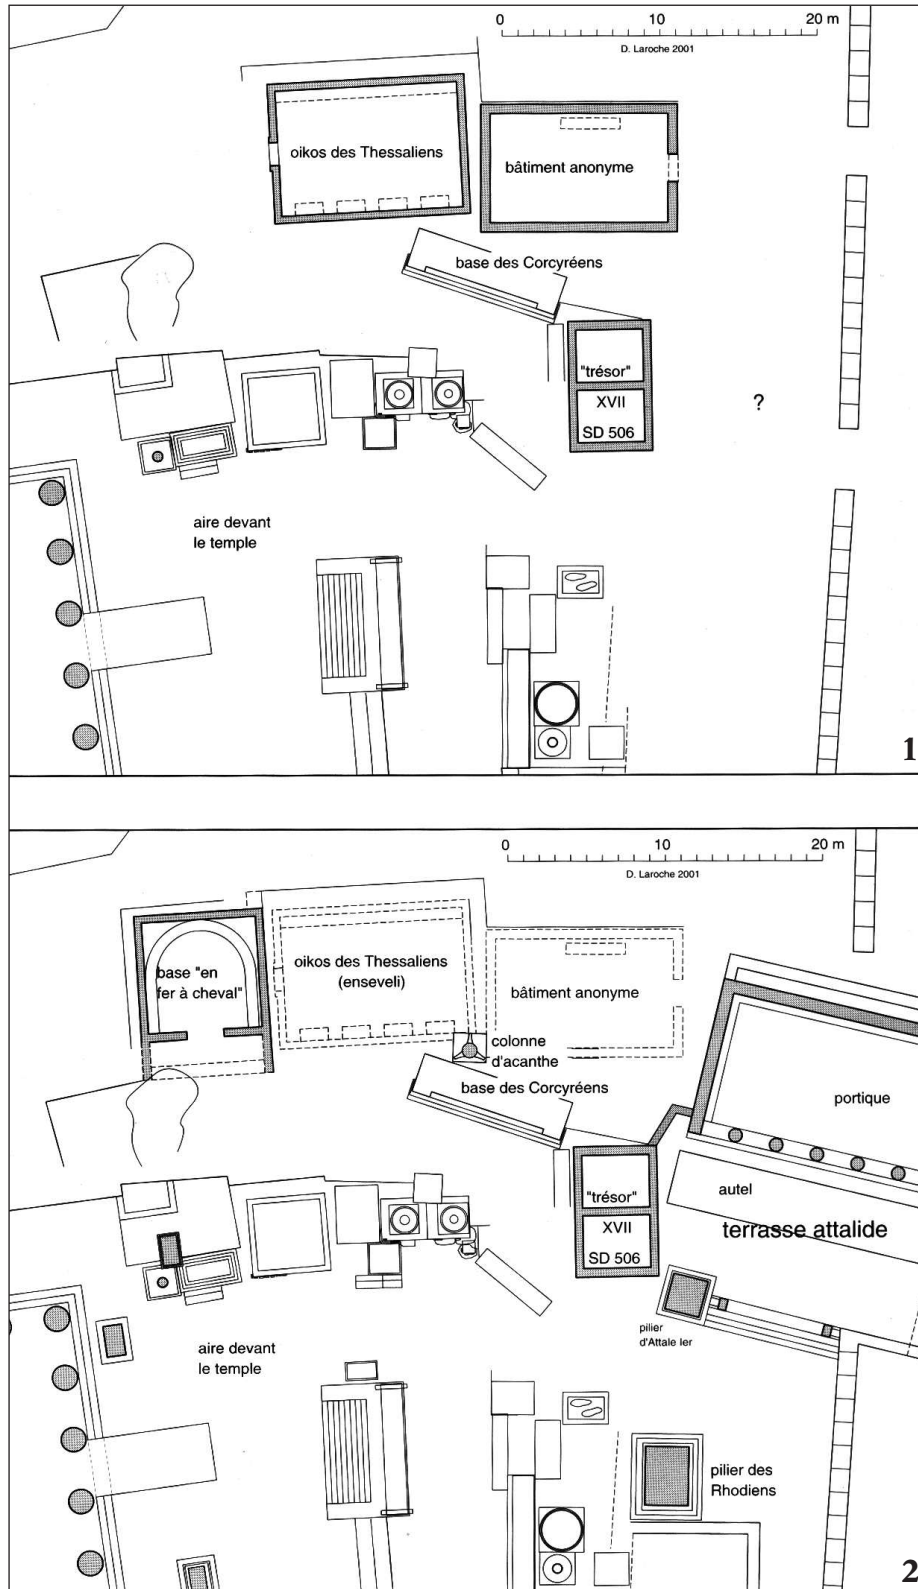 0 10 20 m
D. Laroche 2001
oikos des Thessaliens
bâtiment anonyme
base des Corcyréens
"trésor"
XVII
SD 506
?
aire devant
le temple
1
0 10 20 m
D. Laroche 2001
base "en
fer à cheval"
oikos des Thessaliens
(enseveli)
bâtiment anonyme
colonne
d'acanthe
base des Corcyréens
portique
"trésor"
XVII
SD 506
autel
terrasse attalide
pilier
d'Attale Ier
aire devant
le temple
pilier des
Rhodiens
2